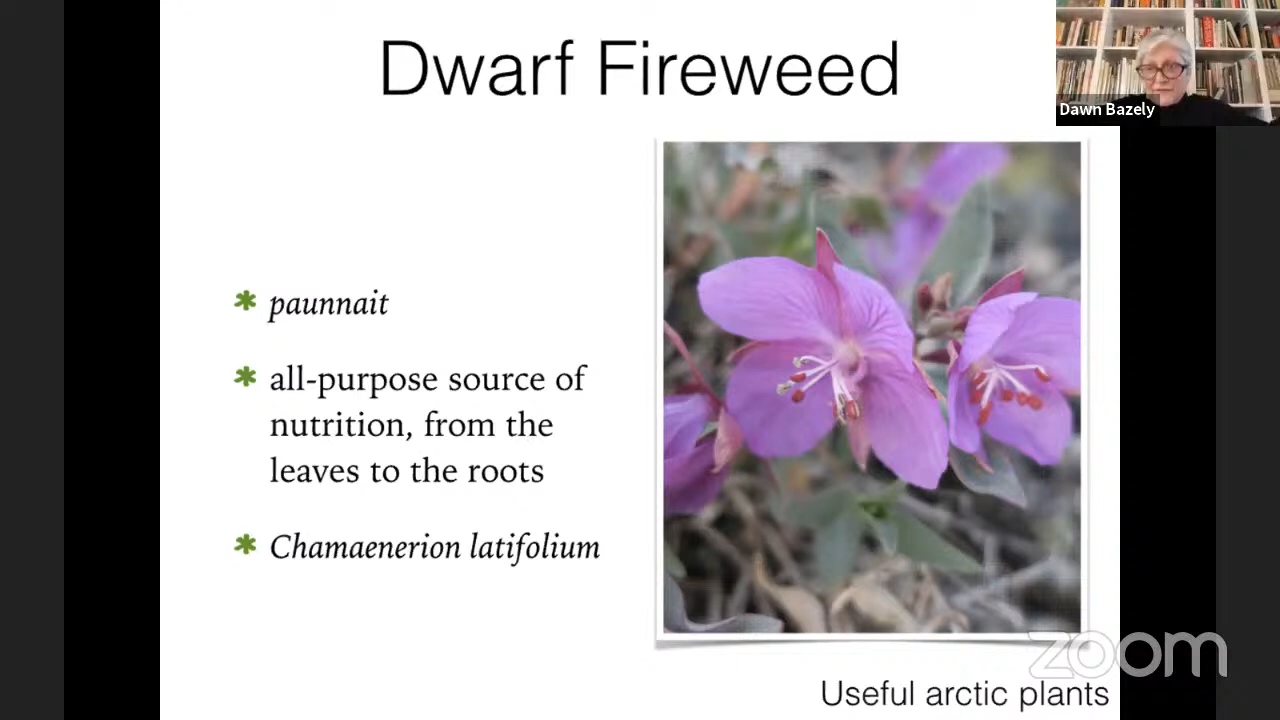 Dwarf Fireweed
Dawn Bazely
* paunnait
* all-purpose source of
nutrition, from the
leaves to the roots
* Chamaenerion latifolium
zoom
Useful arctic plants